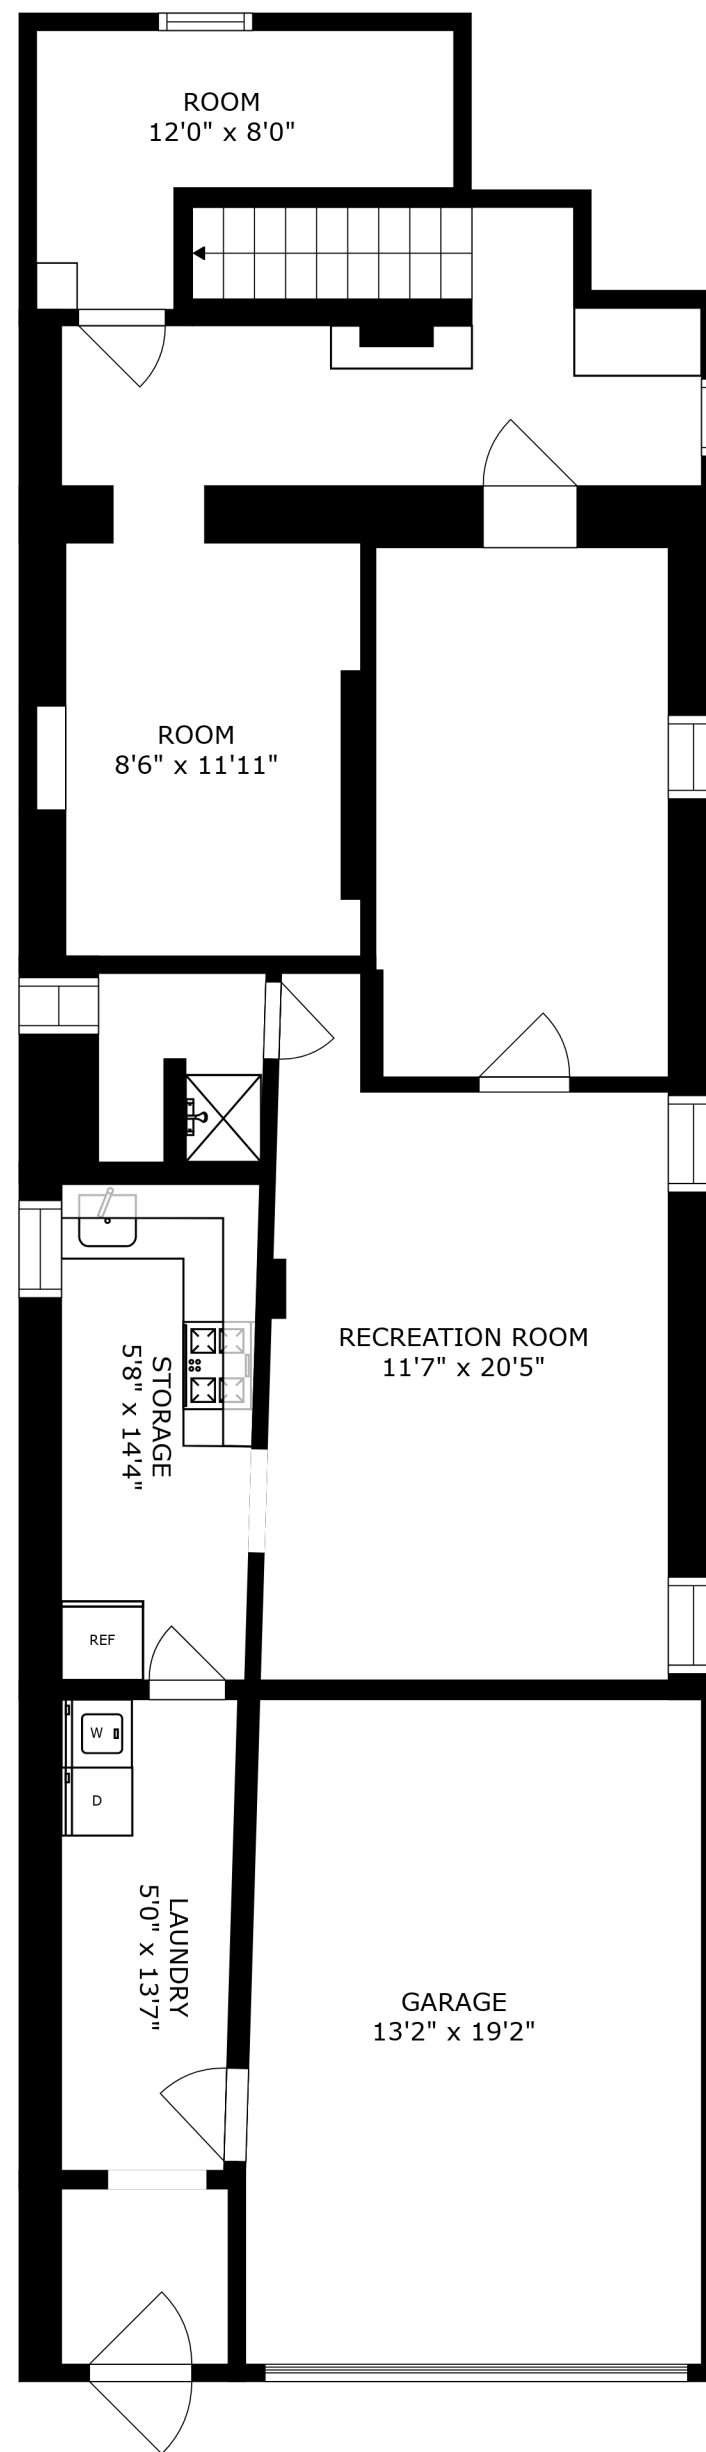 ROOM
12'0" x 8'0"
ROOM
8'6" x 11'11"
RECREATION ROOM
11'7" x 20'5"
STORAGE
5'8" x 14'4"
REF
W
D
LAUNDRY
5'0" x 13'7"
GARAGE
13'2" x 19'2"